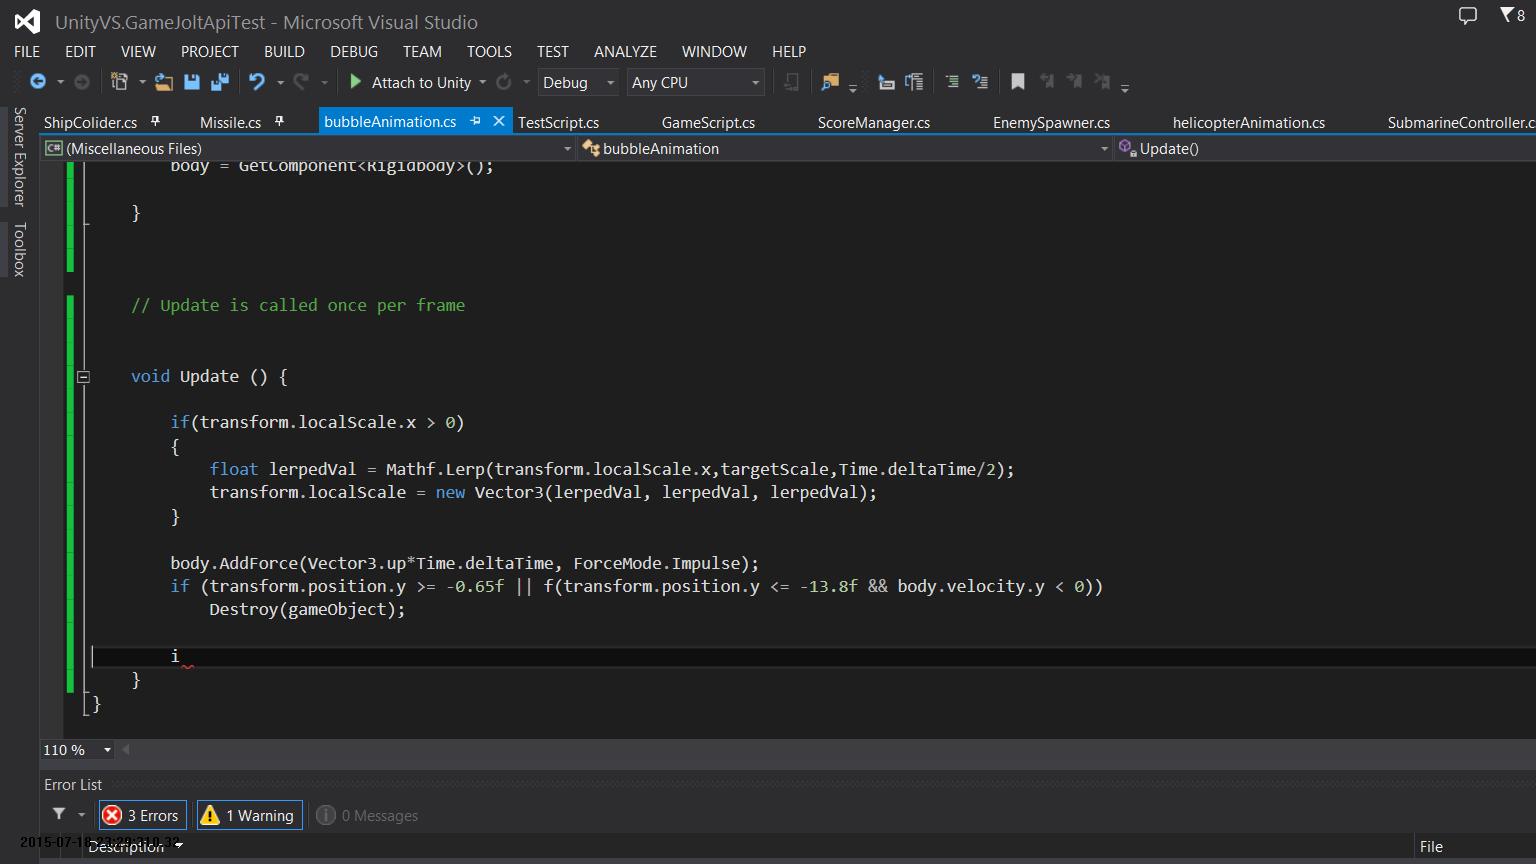 UnityVS.GameJoltApiTest - Microsoft Visual Studio
8
FILE EDIT VIEW PROJECT BUILD DEBUG TEAM TOOLS TEST ANALYZE WINDOW HELP
Attach to Unity Debug Any CPU
Server Explorer
Toolbox
ShipColider.cs Missile.cs bubbleAnimation.cs TestScript.cs GameScript.cs ScoreManager.cs EnemySpawner.cs helicopterAnimation.cs SubmarineController.cs
C# (Miscellaneous Files) bubbleAnimation Update()
body = GetComponent<Rigidbody>();
}
// Update is called once per frame
void Update () {
if(transform.localScale.x > 0)
{
float lerpedVal = Mathf.Lerp(transform.localScale.x,targetScale,Time.deltaTime/2);
transform.localScale = new Vector3(lerpedVal, lerpedVal, lerpedVal);
}
body.AddForce(Vector3.up*Time.deltaTime, ForceMode.Impulse);
if (transform.position.y >= -0.65f || f(transform.position.y <= -13.8f && body.velocity.y < 0))
Destroy(gameObject);
i
}
}
110 %
Error List
3 Errors 1 Warning 0 Messages
Description File